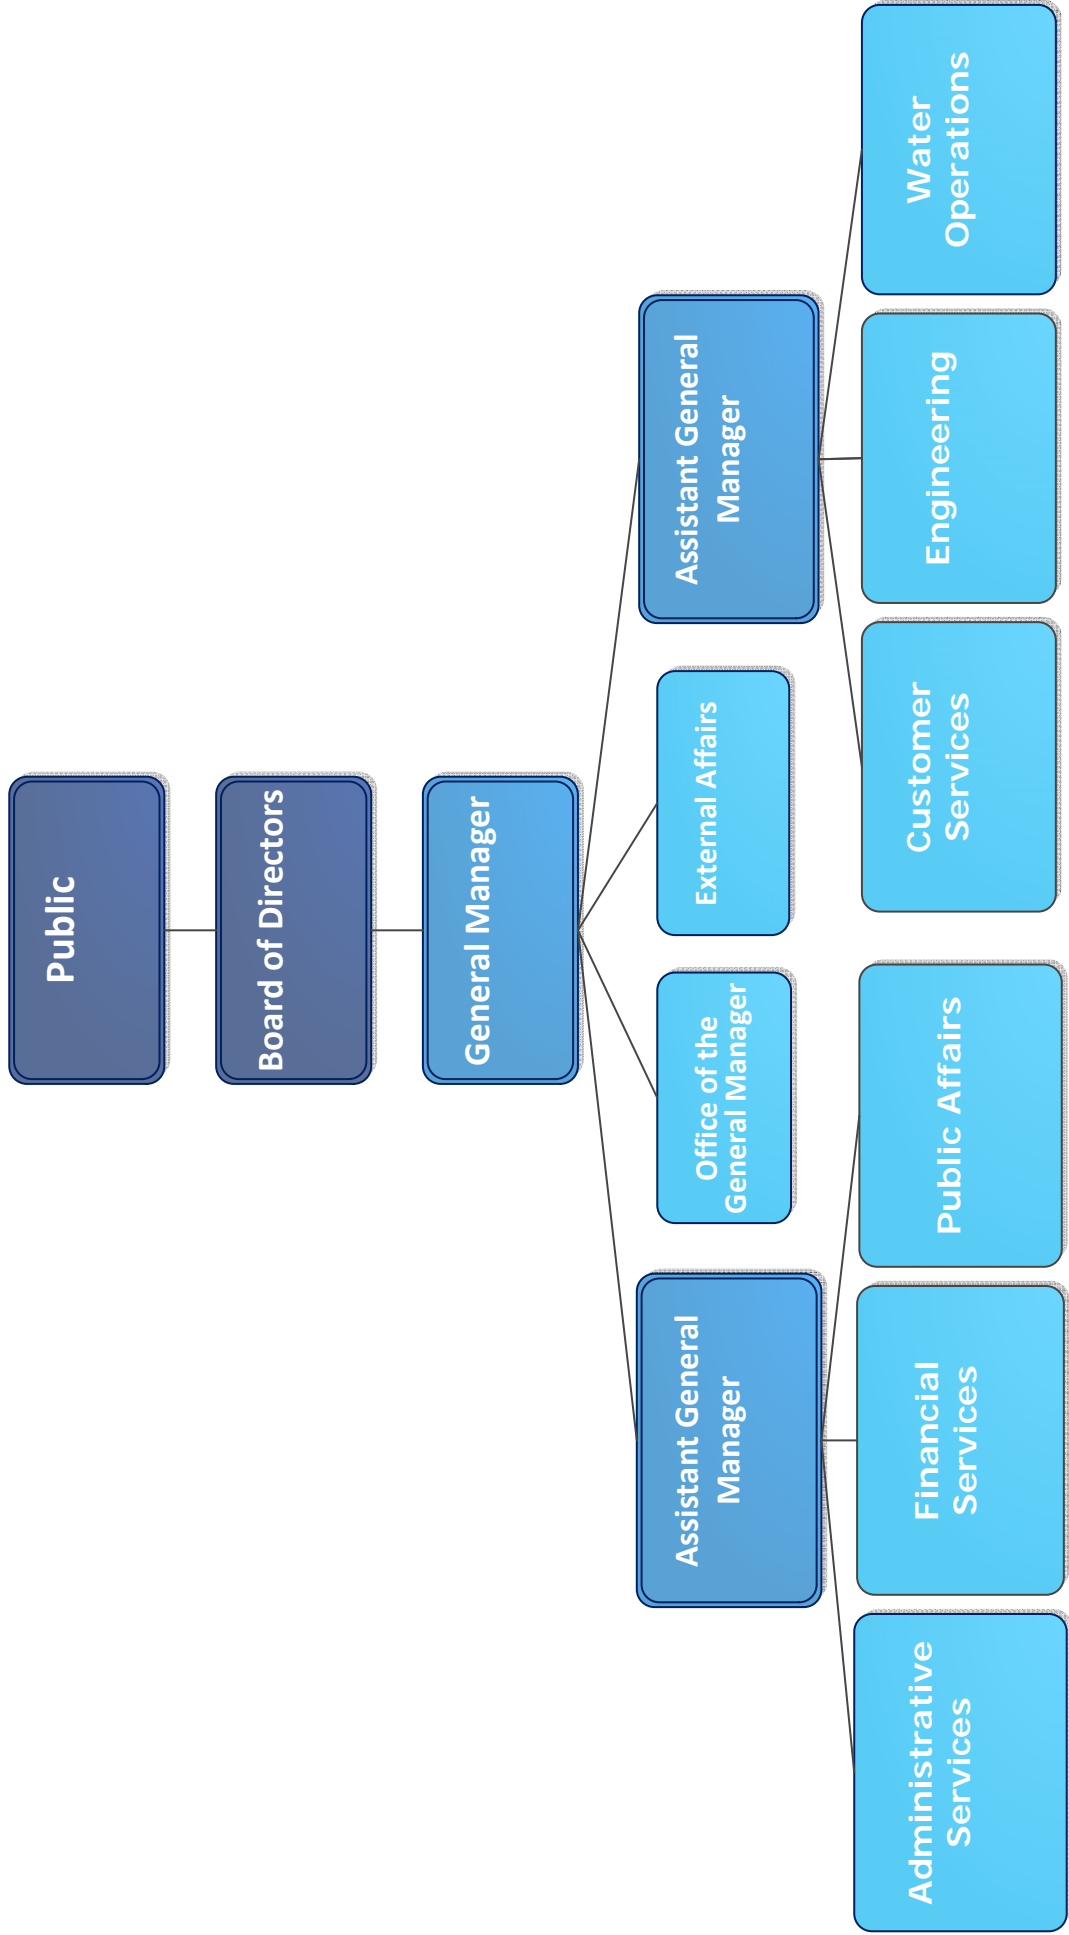 Public
Board of Directors
General Manager
Assistant General
Manager
Office of the
General Manager
External Affairs
Assistant General
Manager
Administrative
Services
Financial
Services
Public Affairs
Customer
Services
Engineering
Water
Operations